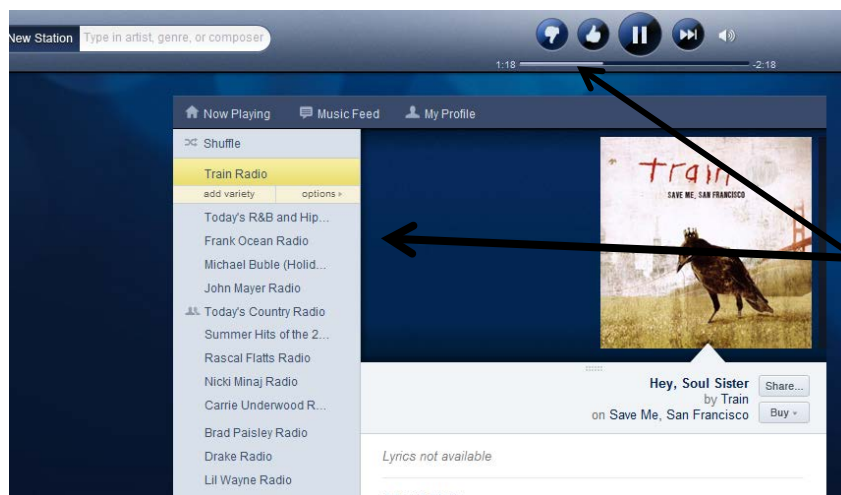 New Station Type in artist, genre, or composer
1:18 -2:18
Now Playing Music Feed My Profile
Shuffle
Train Radio
add variety options
Today's R&B and Hip...
Frank Ocean Radio
Michael Buble (Holid...
John Mayer Radio
Today's Country Radio
Summer Hits of the 2...
Rascal Flatts Radio
Nicki Minaj Radio
Carrie Underwood R...
Brad Paisley Radio
Drake Radio
Lil Wayne Radio
train
SAVE ME, SAN FRANCISCO
Hey, Soul Sister
by Train
on Save Me, San Francisco
Share...
Buy
Lyrics not available